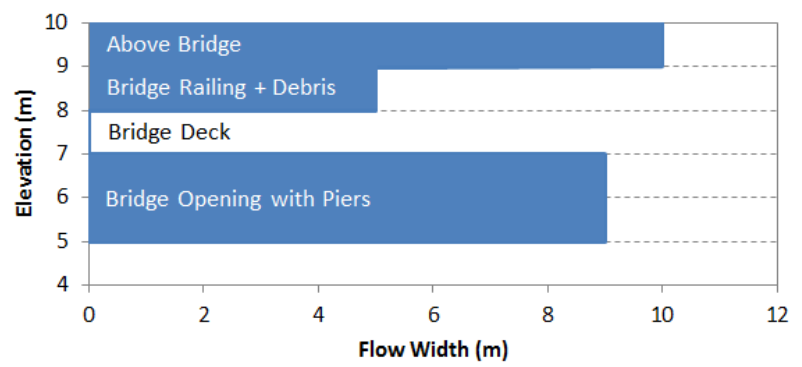 10
Above Bridge
9
Bridge Railing + Debris
8
Bridge Deck
7
6
Bridge Opening with Piers
5
4
Elevation (m)
0 2 4 6 8 10 12
Flow Width (m)